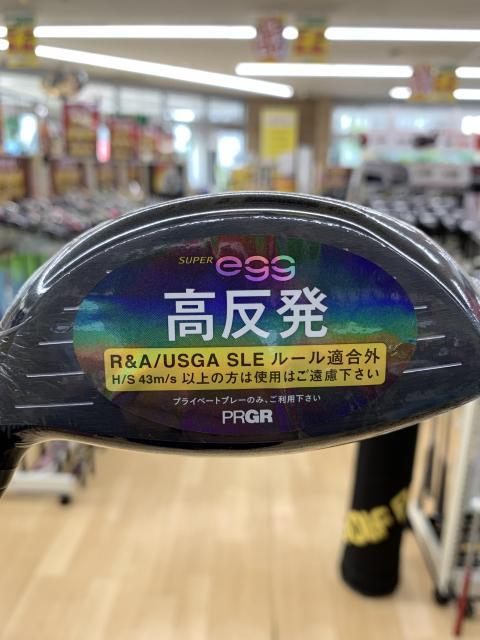 SUPER egg
高反発
R&A/USGA SLE ルール適合外
H/S 43m/s 以上の方は使用はご遠慮下さい
プライベートプレーのみ、ご利用下さい
PRGR